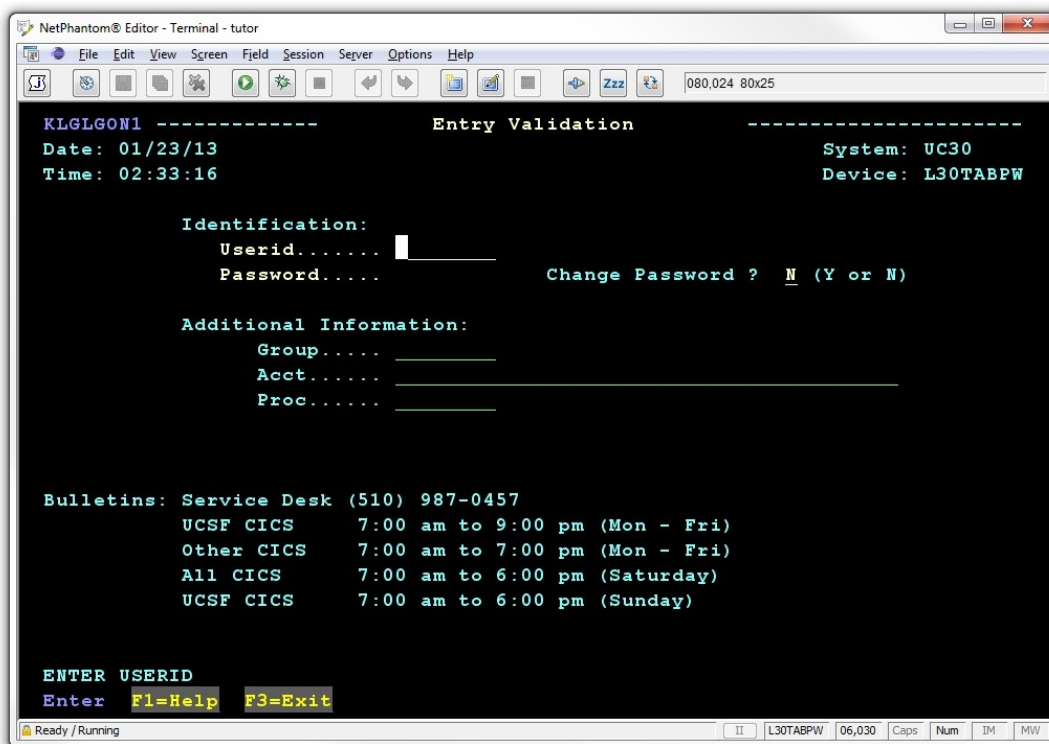 NetPhantom® Editor - Terminal - tutor
File Edit View Screen Field Session Server Options Help
Zzz 080,024 80x25
KLGLGON1 ------------- Entry Validation ----------------------
Date: 01/23/13 System: UC30
Time: 02:33:16 Device: L30TABPW
Identification:
Userid.......
Password..... Change Password ? N (Y or N)
Additional Information:
Group.....
Acct......
Proc......
Bulletins: Service Desk (510) 987-0457
UCSF CICS 7:00 am to 9:00 pm (Mon - Fri)
Other CICS 7:00 am to 7:00 pm (Mon - Fri)
All CICS 7:00 am to 6:00 pm (Saturday)
UCSF CICS 7:00 am to 6:00 pm (Sunday)
ENTER USERID
Enter F1=Help F3=Exit
Ready / Running II L30TABPW 06,030 Caps Num IM MW